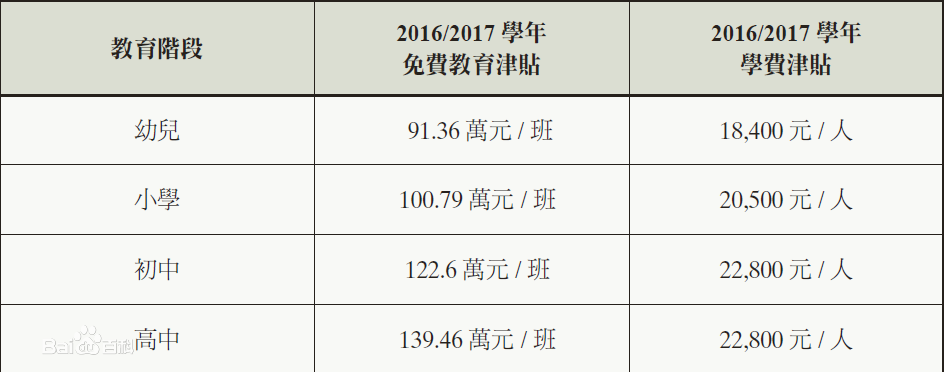 教育階段
2016/2017 學年
免費教育津貼
2016/2017 學年
學費津貼
幼兒
91.36 萬元 / 班
18,400 元 / 人
小學
100.79 萬元 / 班
20,500 元 / 人
初中
122.6 萬元 / 班
22,800 元 / 人
高中
139.46 萬元 / 班
22,800 元 / 人
Bai百科